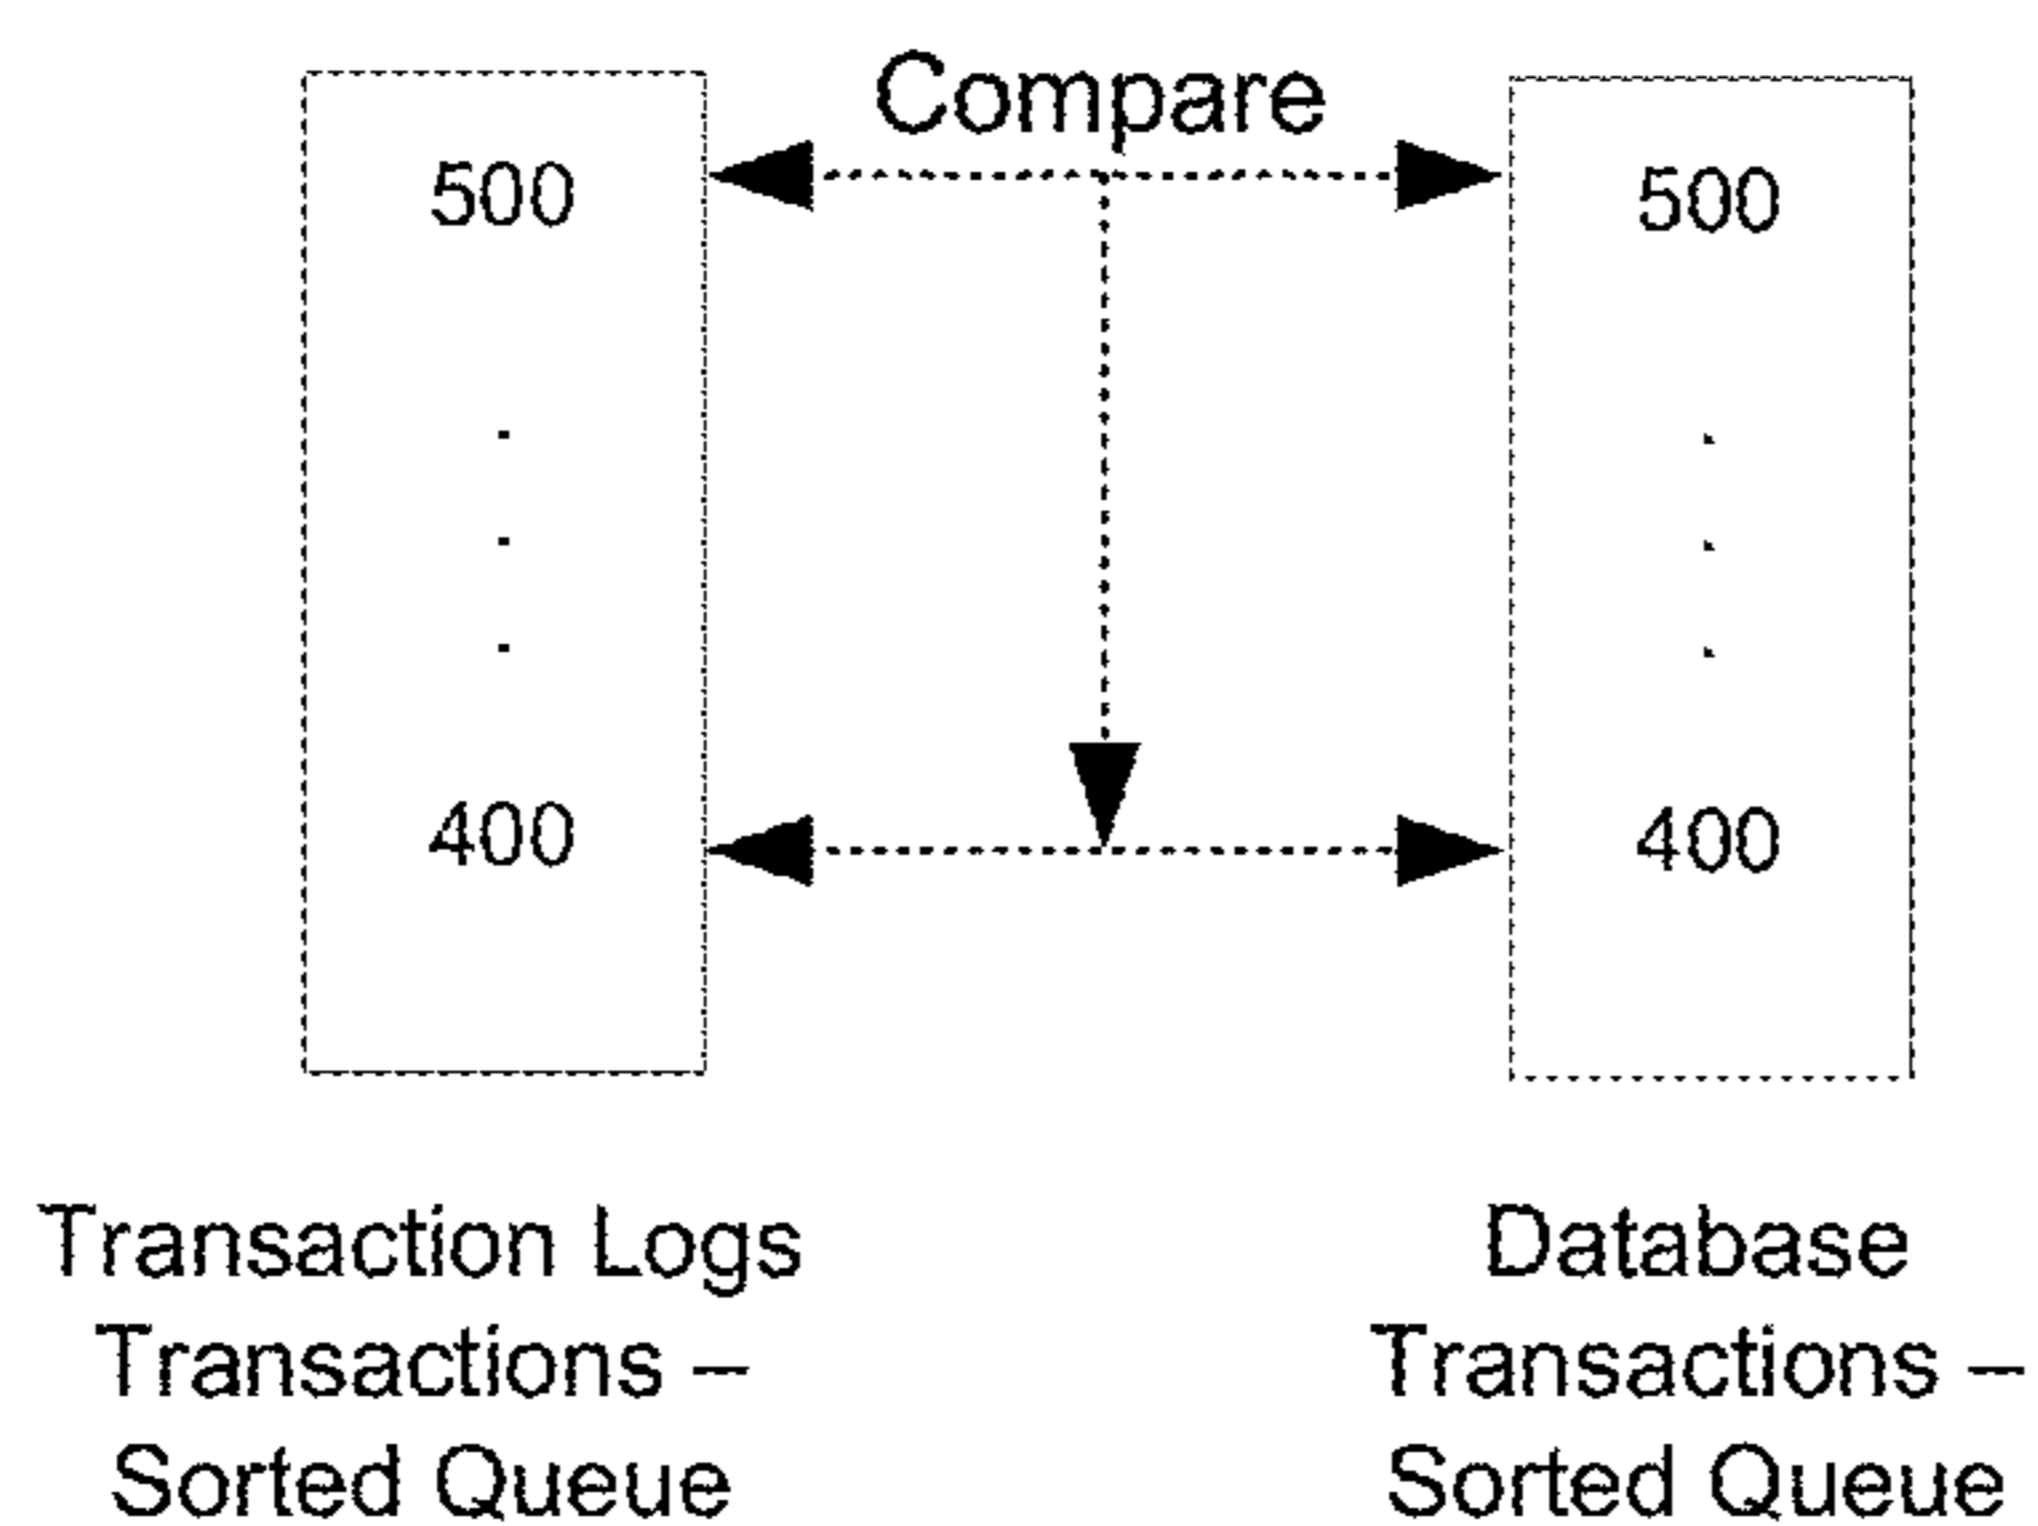 Compare
500
500
.
.
.
.
.
.
400
400
Transaction Logs
Transactions –
Sorted Queue
Database
Transactions –
Sorted Queue